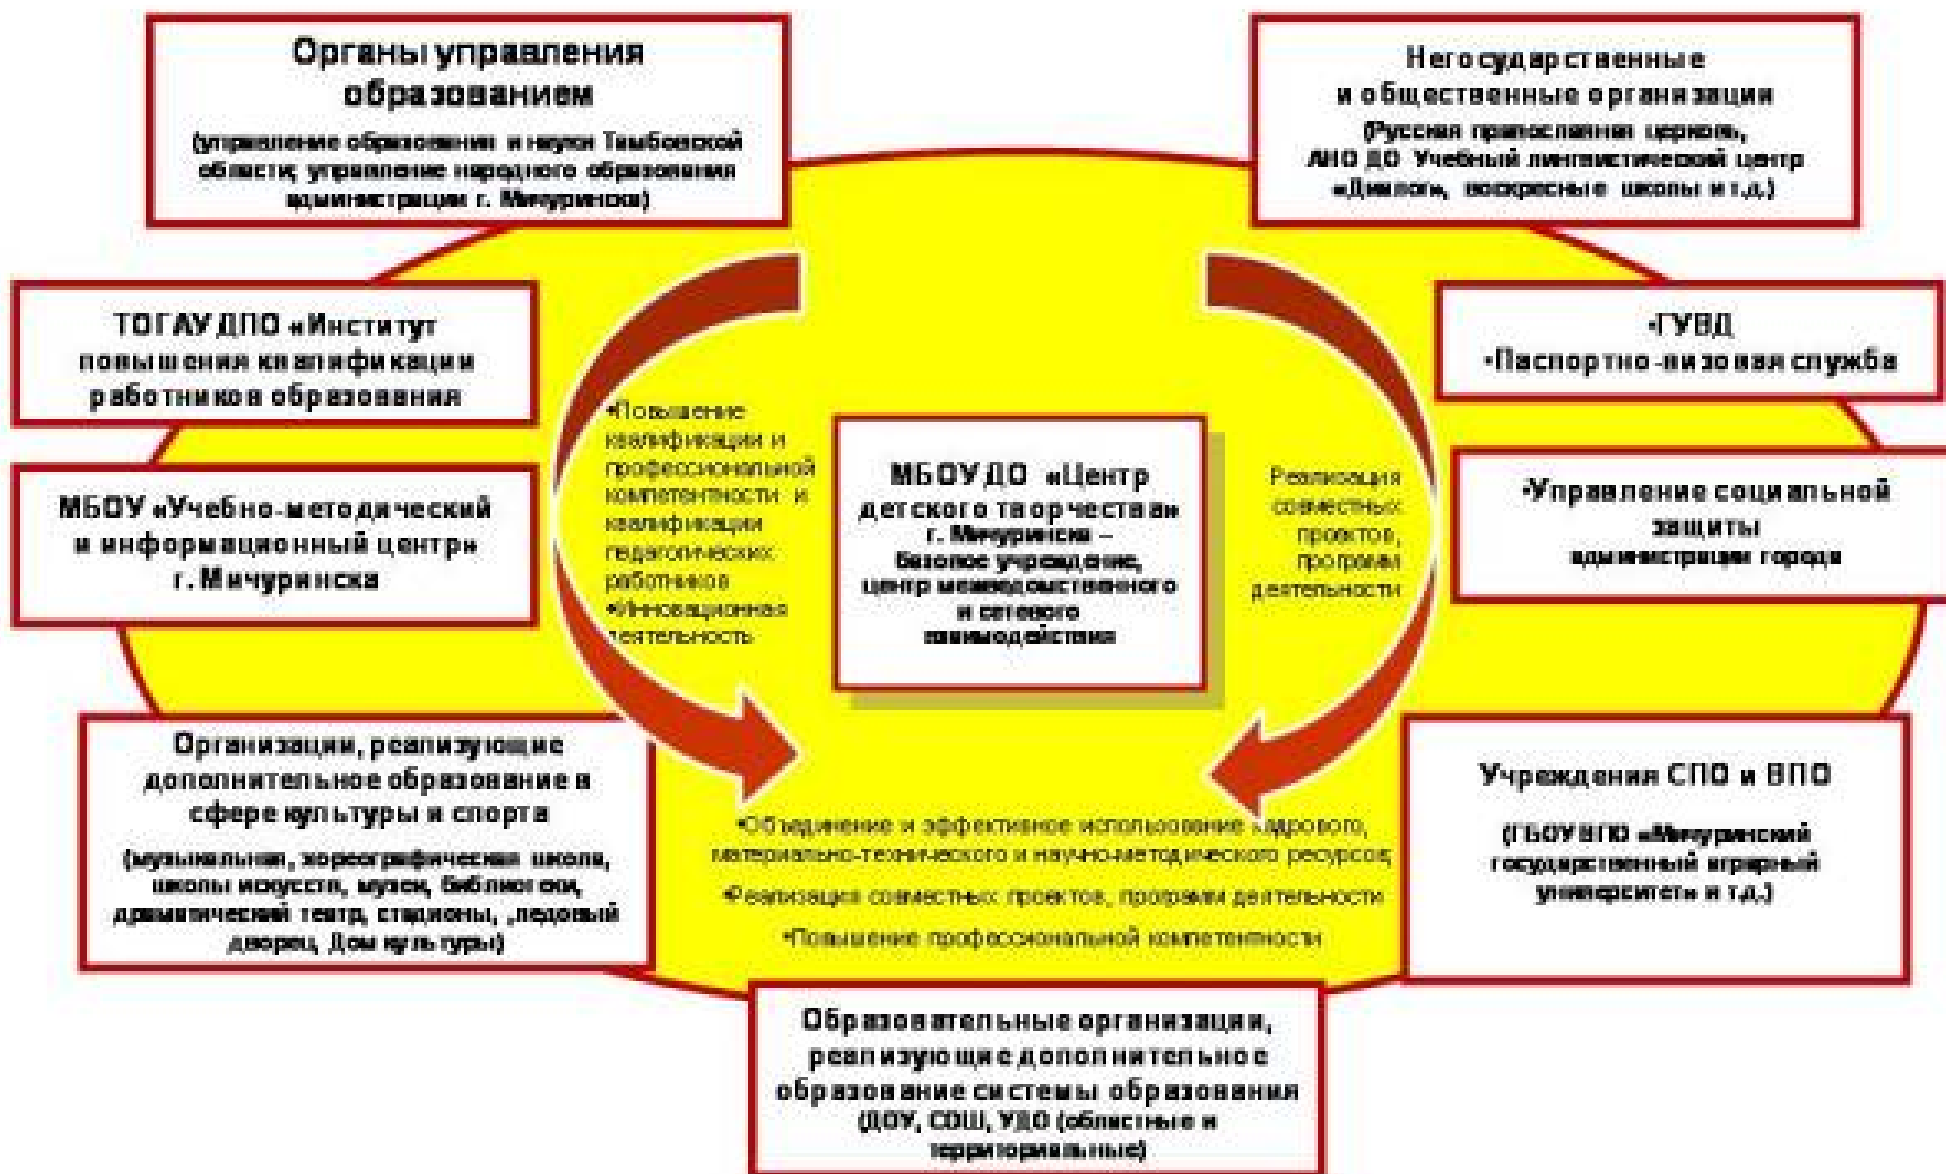 Органы управления
образованием
(управление образования и науки Тамбовской
области; управление народного образования
администрации г. Мичуринска)
Негосударственные
и общественные организации
(Русская православная церковь,
АНО ДО Учебный лингвистический центр
«Диалог», воскресные школы и т.д.)
ТОГАУ ДПО «Институт
повышения квалификации
работников образования
•ГУВД
•Паспортно-визовая служба
МБОУ «Учебно-методический
и информационный центр»
г. Мичуринска
•Повышение
квалификации и
профессиональной
компетентности и
квалификации
педагогических
работников
•Инновационная
деятельность
МБОУ ДО «Центр
детского творчества»
г. Мичуринска –
базовое учреждение,
центр межведомственного
и сетевого
взаимодействия
Реализация
совместных
проектов,
программ
деятельности
•Управление социальной
защиты
администрации города
Организации, реализующие
дополнительное образование в
сфере культуры и спорта
(музыкальная, хореографическая школа,
школы искусств, музеи, библиотеки,
драматический театр, стадионы, ,ледовый
дворец, Дом культуры)
Учреждения СПО и ВПО
(ГБОУ ВПО «Мичуринский
государственный аграрный
университет» и т.д.)
•Объединение и эффективное использование кадрового,
материально-технического и научно-методического ресурсов;
•Реализация совместных проектов, программ деятельности
•Повышение профессиональной компетентности
Образовательные организации,
реализующие дополнительное
образование системы образования
(ДОУ, СОШ, УДО (областные и
территориальные)